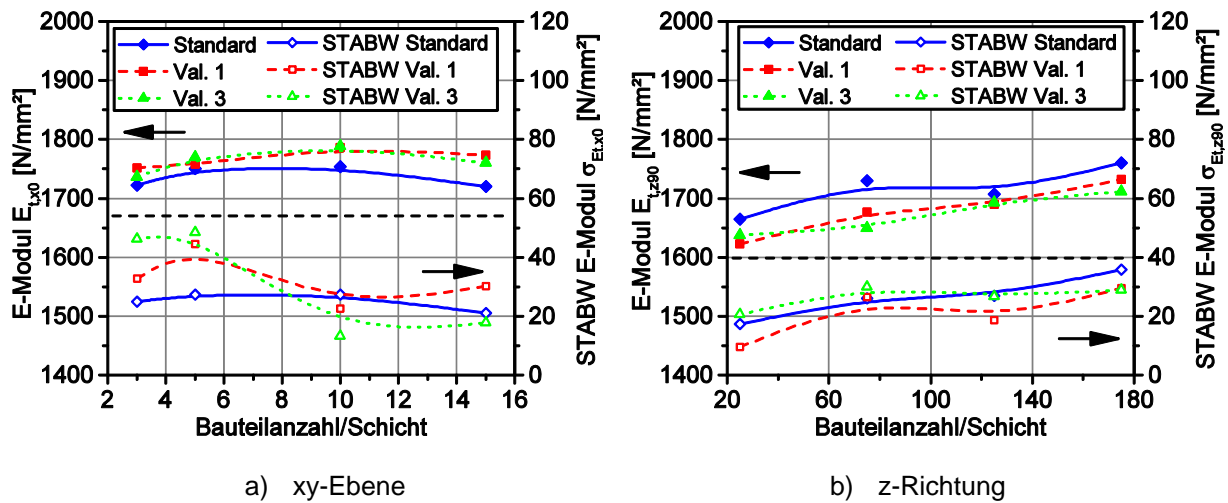 2000
1900
1800
1700
1600
1500
1400
E-Modul E t,x0 [N/mm²]
Standard
Val. 1
Val. 3
STABW Standard
STABW Val. 1
STABW Val. 3
120
100
80
60
40
20
0
STABW E-Modul σ Et.x0 [N/mm²]
2 4 6 8 10 12 14 16
Bauteilanzahl/Schicht
a) xy-Ebene
2000
1900
1800
1700
1600
1500
1400
E-Modul E t,z90 [N/mm²]
Standard
Val. 1
Val. 3
STABW Standard
STABW Val. 1
STABW Val. 3
120
100
80
60
40
20
0
STABW E-Modul σ Et,z90 [N/mm²]
20 60 100 140 180
Bauteilanzahl/Schicht
b) z-Richtung